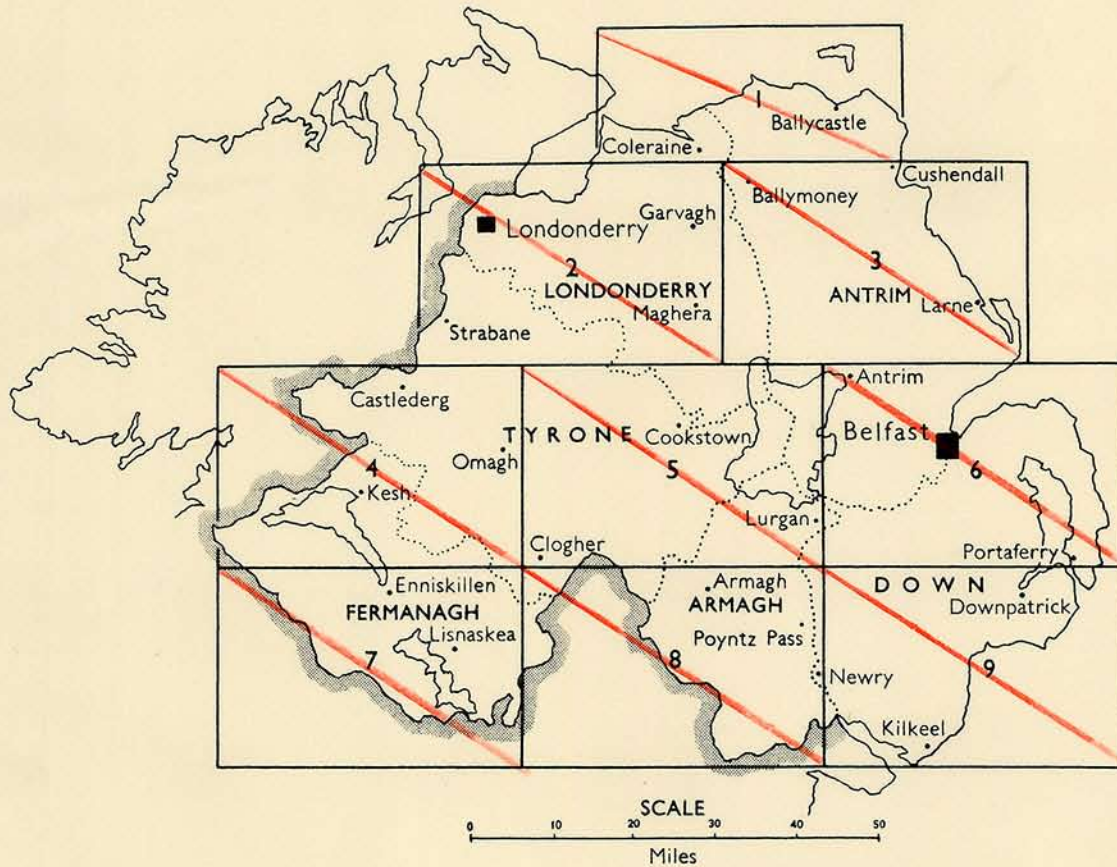 1
Ballycastle
Coleraine
Cushendall
Ballymoney
Garvagh
Londonderry
2
3
LONDONDERRY
ANTRIM
Maghera
Larne
Strabane
Antrim
Castlederg
TYRONE
Cookstown
Belfast
Omagh
4
5
6
Kesh
Lurgan
Clogher
Portaferry
Enniskillen
Armagh
DOWN
FERMANAGH
ARMAGH
Downpatrick
Lisnaskea
Poyntz Pass
7
8
9
Newry
Kilkeel
SCALE
0 10 20 30 40 50
Miles